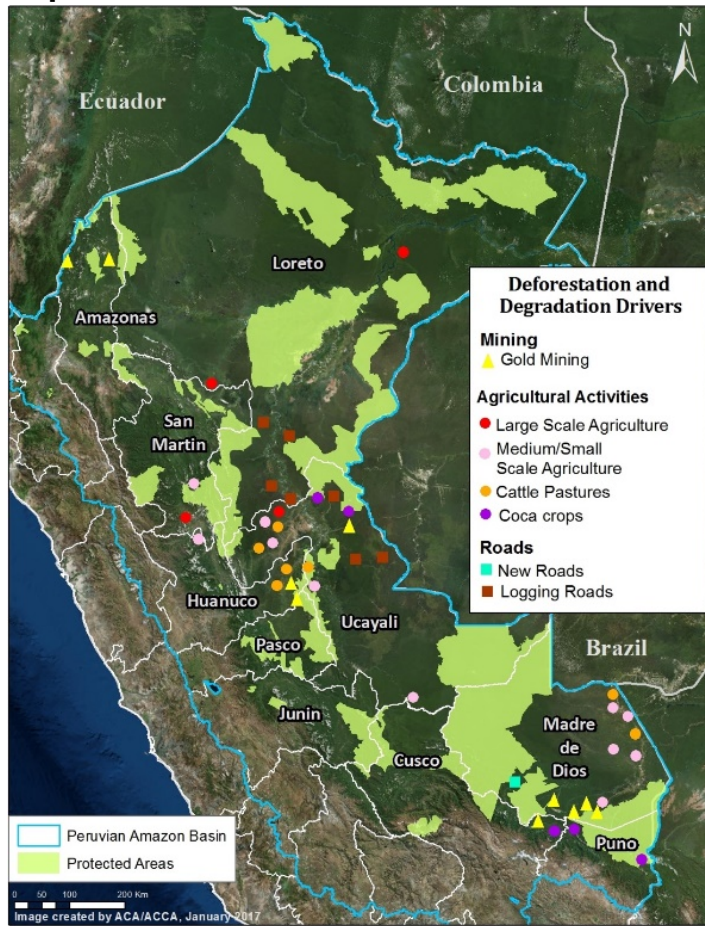 N
Ecuador
Colombia
Loreto
Amazonas
San
Martin
Huanuco
Ucayali
Pasco
Junin
Cusco
Brazil
Madre
de
Dios
Puno
Deforestation and
Degradation Drivers
Mining
Gold Mining
Agricultural Activities
Large Scale Agriculture
Medium/Small
Scale Agriculture
Cattle Pastures
Coca crops
Roads
New Roads
Logging Roads
Peruvian Amazon Basin
Protected Areas
0 50 100 200 Km
Image created by ACA/ACCA, January 2017